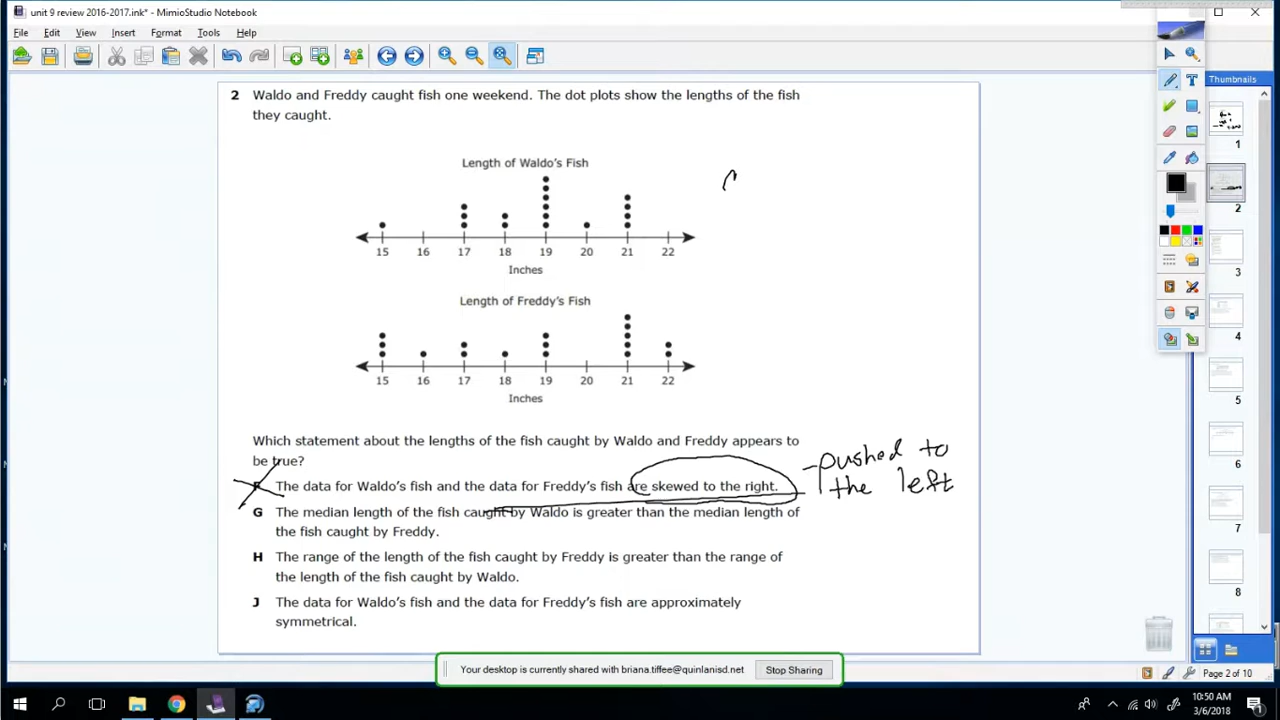 unit 9 review 2016-2017.ink* - MimioStudio Notebook
File Edit View Insert Format Tools Help
2 Waldo and Freddy caught fish one weekend. The dot plots show the lengths of the fish
they caught.
Length of Waldo's Fish
15 16 17 18 19 20 21 22
Inches
Length of Freddy's Fish
15 16 17 18 19 20 21 22
Inches
Which statement about the lengths of the fish caught by Waldo and Freddy appears to
be true?
F The data for Waldo's fish and the data for Freddy's fish are skewed to the right.
-pushed to
the left
G The median length of the fish caught by Waldo is greater than the median length of
the fish caught by Freddy.
H The range of the length of the fish caught by Freddy is greater than the range of
the length of the fish caught by Waldo.
J The data for Waldo's fish and the data for Freddy's fish are approximately
symmetrical.
Thumbnails
1
2
3
4
5
6
7
8
Your desktop is currently shared with briana.tiffee@quinlanisd.net Stop Sharing
Page 2 of 10
10:50 AM
3/6/2018